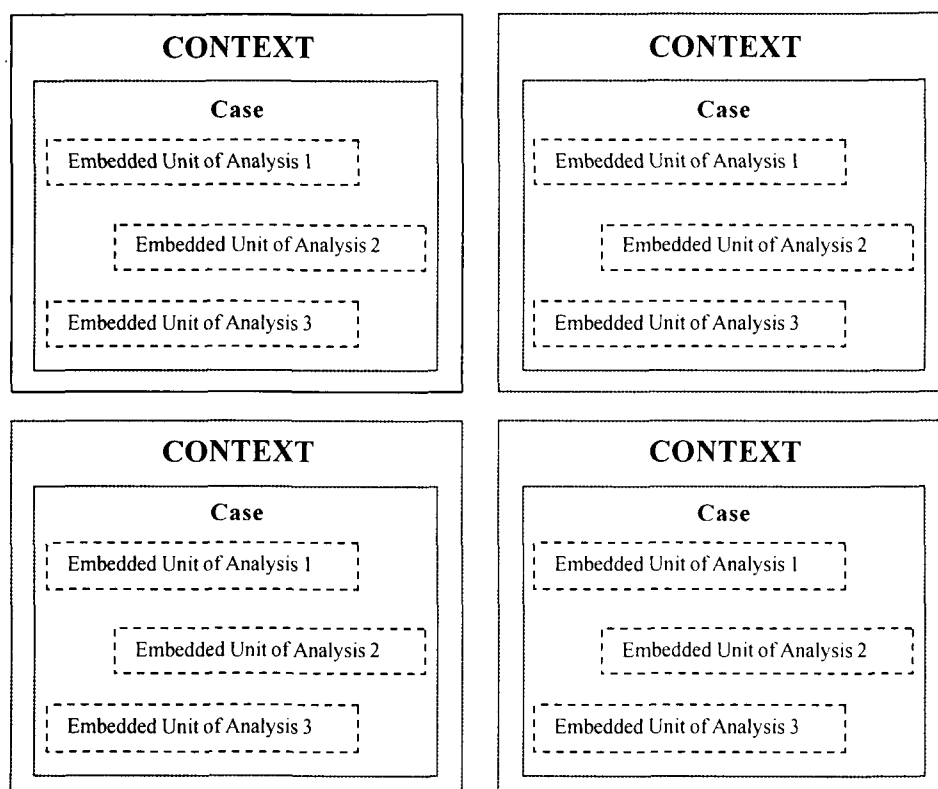 CONTEXT
Case
Embedded Unit of Analysis 1
Embedded Unit of Analysis 2
Embedded Unit of Analysis 3
CONTEXT
Case
Embedded Unit of Analysis 1
Embedded Unit of Analysis 2
Embedded Unit of Analysis 3
CONTEXT
Case
Embedded Unit of Analysis 1
Embedded Unit of Analysis 2
Embedded Unit of Analysis 3
CONTEXT
Case
Embedded Unit of Analysis 1
Embedded Unit of Analysis 2
Embedded Unit of Analysis 3